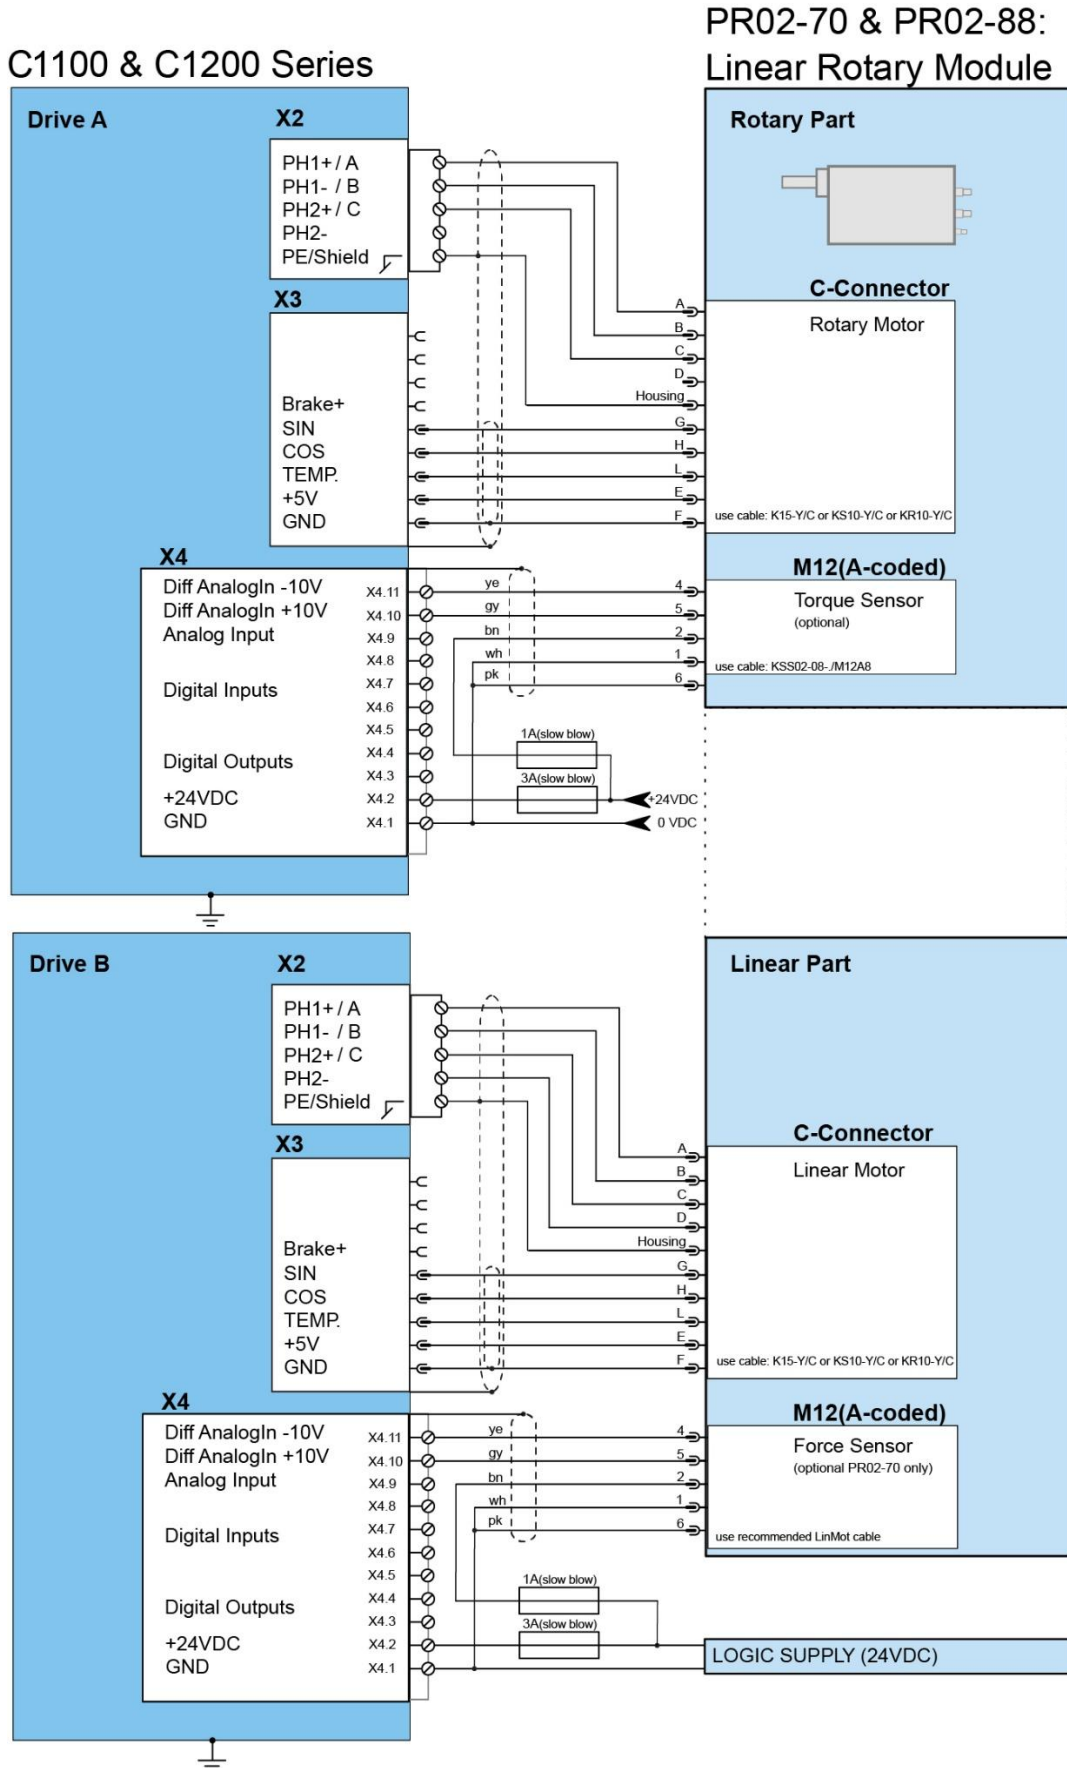 PR02-70 & PR02-88:
C1100 & C1200 Series
Linear Rotary Module
Drive A
X2
PH1+ / A
PH1- / B
PH2+ / C
PH2-
PE/Shield
X3
Brake+
SIN
COS
TEMP.
+5V
GND
X4
Diff AnalogIn -10V
Diff AnalogIn +10V
Analog Input
Digital Inputs
Digital Outputs
+24VDC
GND
X4.11
X4.10
X4.9
X4.8
X4.7
X4.6
X4.5
X4.4
X4.3
X4.2
X4.1
ye
gy
bn
wh
pk
1A(slow blow)
3A(slow blow)
+24VDC
0 VDC
A
B
C
D
Housing
G
H
L
E
F
4
5
2
1
6
Rotary Part
C-Connector
Rotary Motor
use cable: K15-Y/C or KS10-Y/C or KR10-Y/C
M12(A-coded)
Torque Sensor
(optional)
use cable: KSS02-08-./M12A8
Drive B
X2
PH1+ / A
PH1- / B
PH2+ / C
PH2-
PE/Shield
X3
Brake+
SIN
COS
TEMP.
+5V
GND
X4
Diff AnalogIn -10V
Diff AnalogIn +10V
Analog Input
Digital Inputs
Digital Outputs
+24VDC
GND
X4.11
X4.10
X4.9
X4.8
X4.7
X4.6
X4.5
X4.4
X4.3
X4.2
X4.1
ye
gy
bn
wh
pk
1A(slow blow)
3A(slow blow)
A
B
C
D
Housing
G
H
L
E
F
4
5
2
1
6
Linear Part
C-Connector
Linear Motor
use cable: K15-Y/C or KS10-Y/C or KR10-Y/C
M12(A-coded)
Force Sensor
(optional PR02-70 only)
use recommended LinMot cable
LOGIC SUPPLY (24VDC)